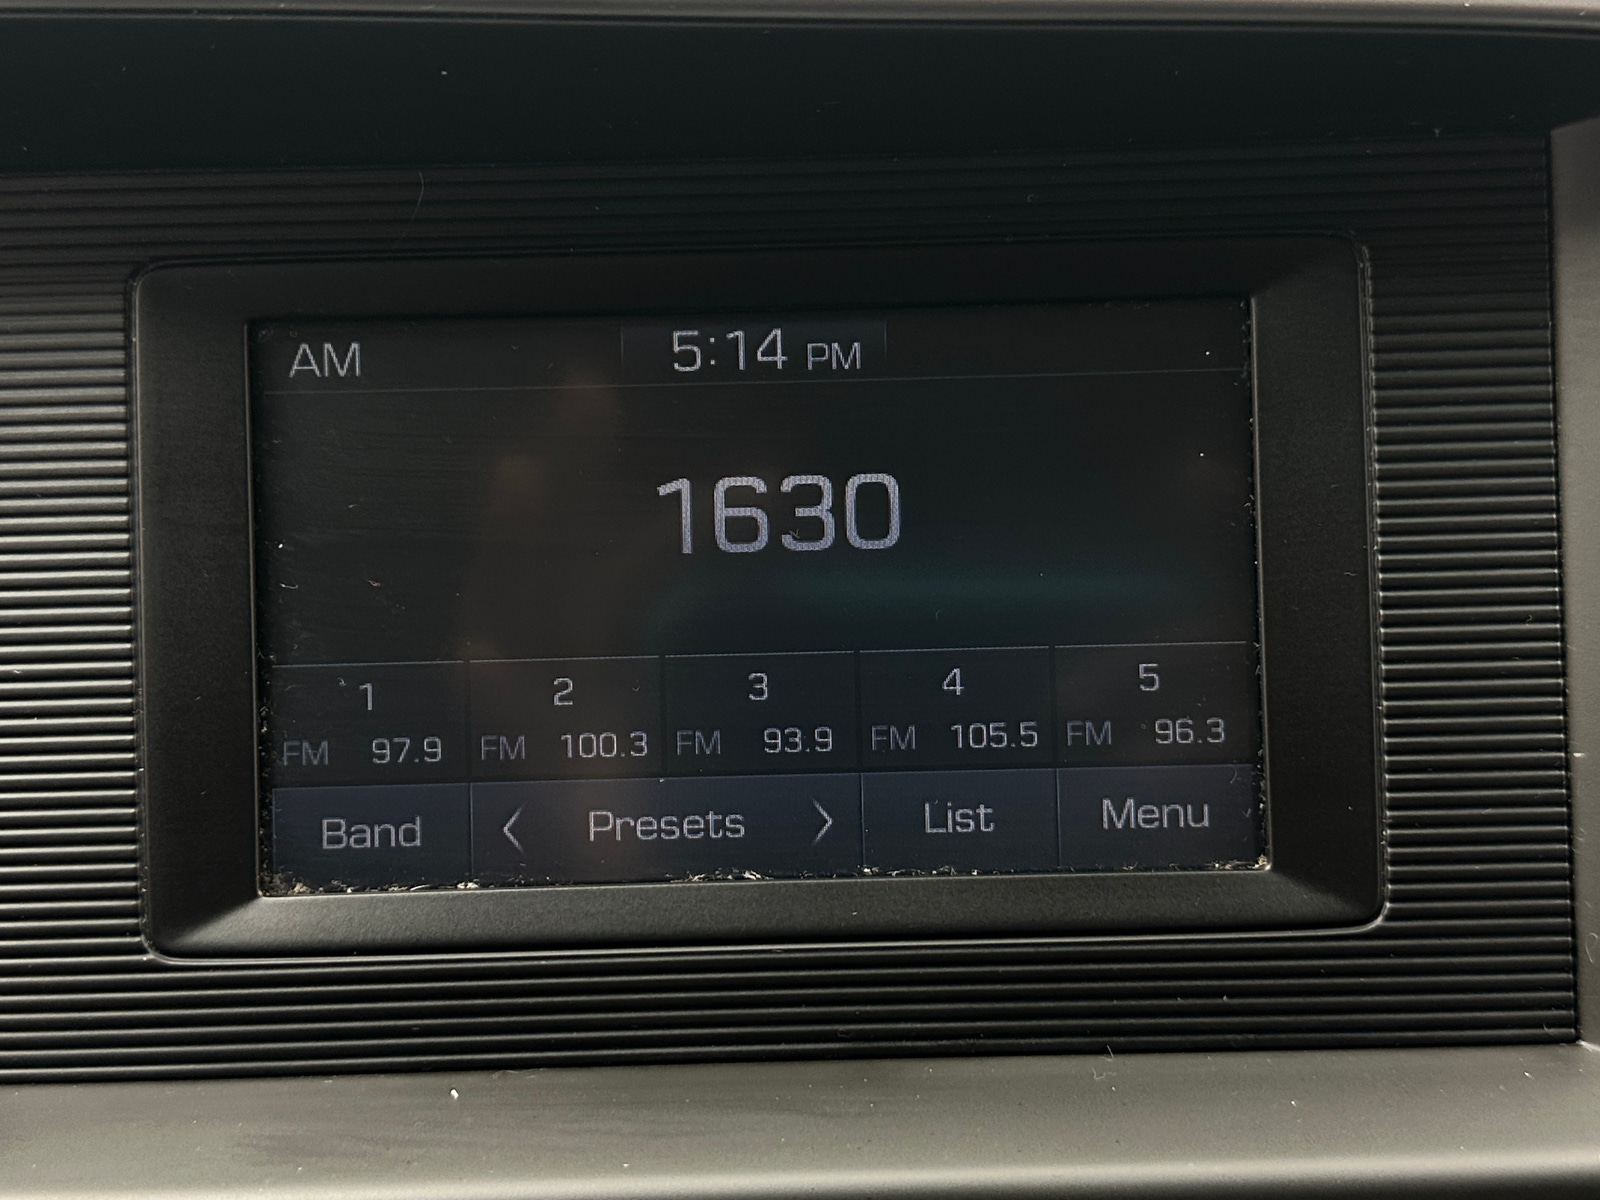 AM 5:14 PM
1630
1 2 3 4 5
FM 97.9 FM 100.3 FM 93.9 FM 105.5 FM 96.3
Band < Presets > List Menu